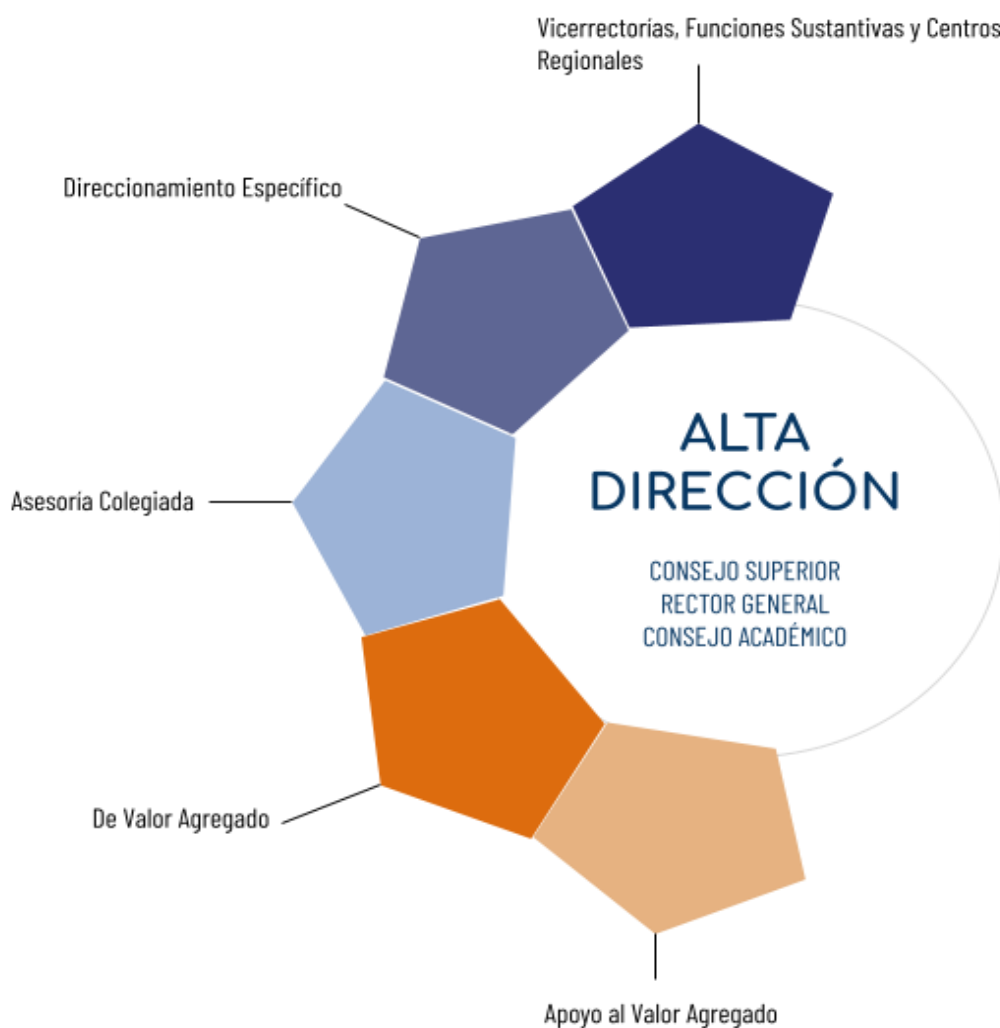 Vicerrectorías, Funciones Sustantivas y Centros
Regionales
Direccionamiento Específico
ALTA
DIRECCIÓN
CONSEJO SUPERIOR
RECTOR GENERAL
CONSEJO ACADÉMICO
Asesoría Colegiada
De Valor Agregado
Apoyo al Valor Agregado